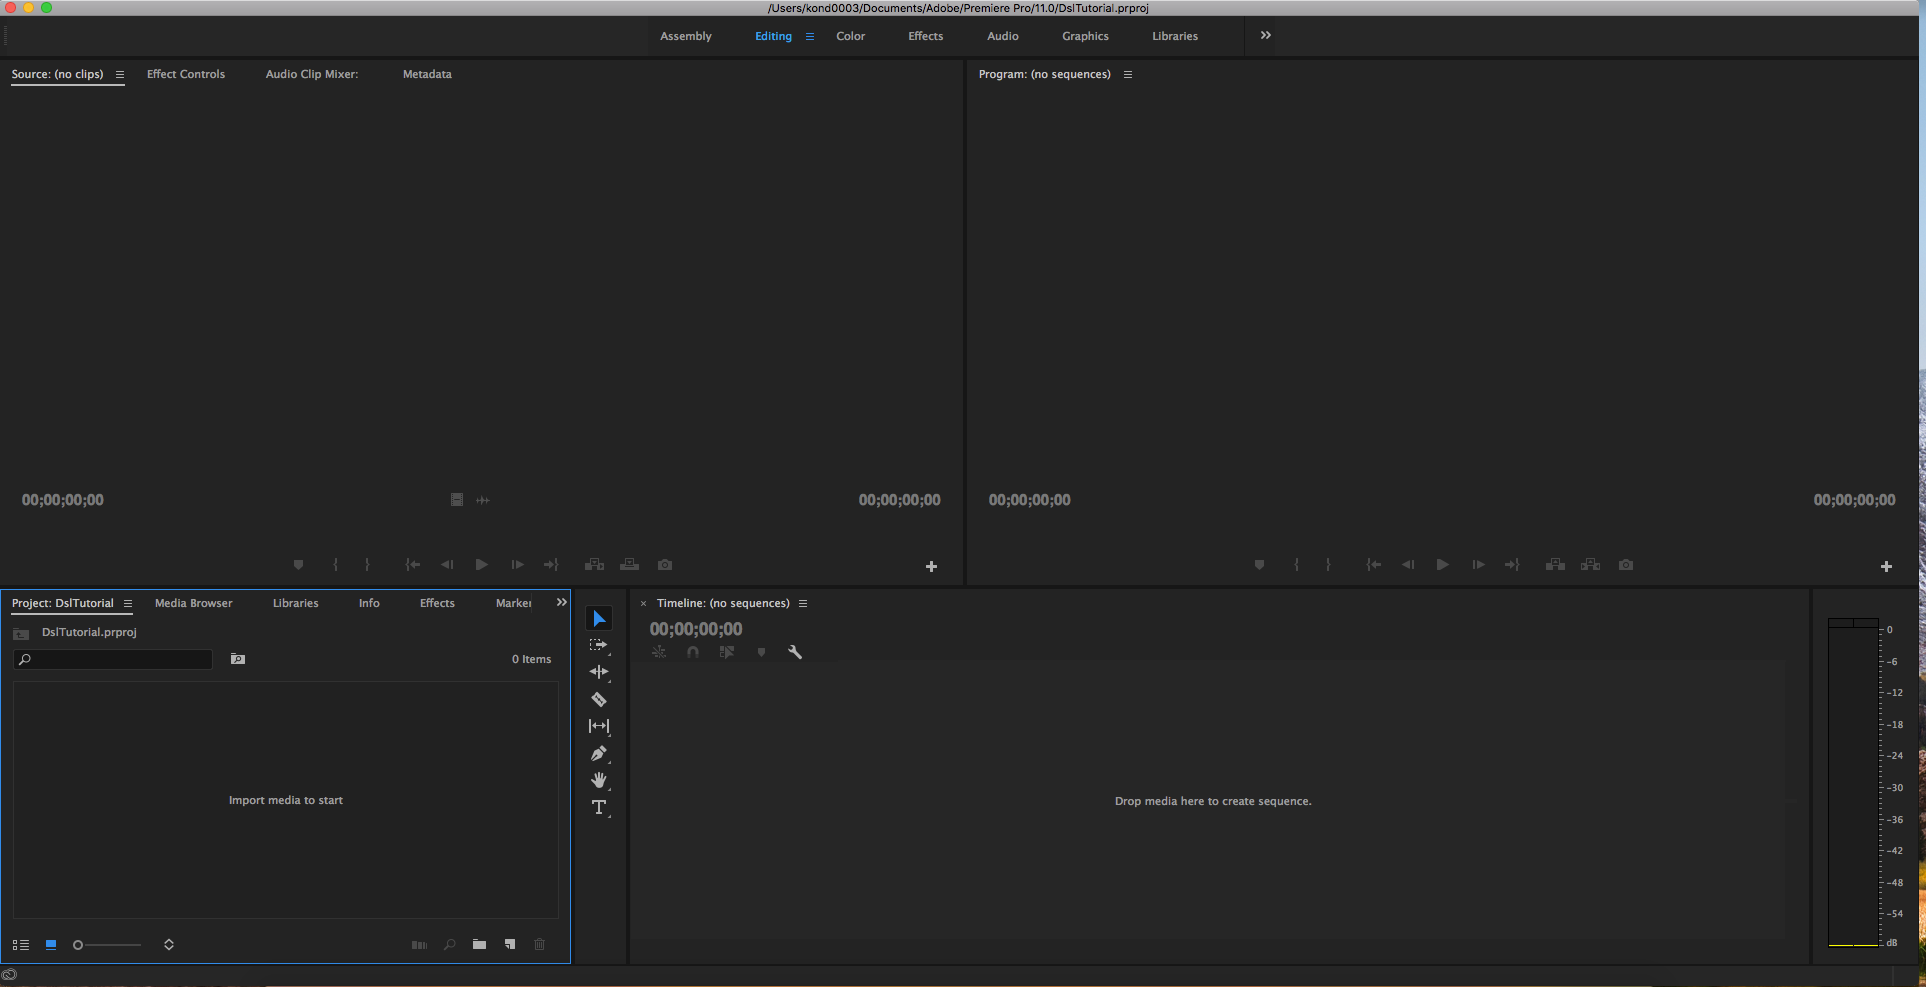 /Users/kond0003/Documents/Adobe/Premiere Pro/11.0/DslTutorial.prproj
Assembly Editing Color Effects Audio Graphics Libraries
Source: (no clips) Effect Controls Audio Clip Mixer: Metadata
Program: (no sequences)
00;00;00;00 00;00;00;00
00;00;00;00 00;00;00;00
Project: DslTutorial Media Browser Libraries Info Effects Marker
DslTutorial.prproj
0 Items
Import media to start
Timeline: (no sequences)
00;00;00;00
Drop media here to create sequence.
0
-6
-12
-18
-24
-30
-36
-42
-48
-54
dB